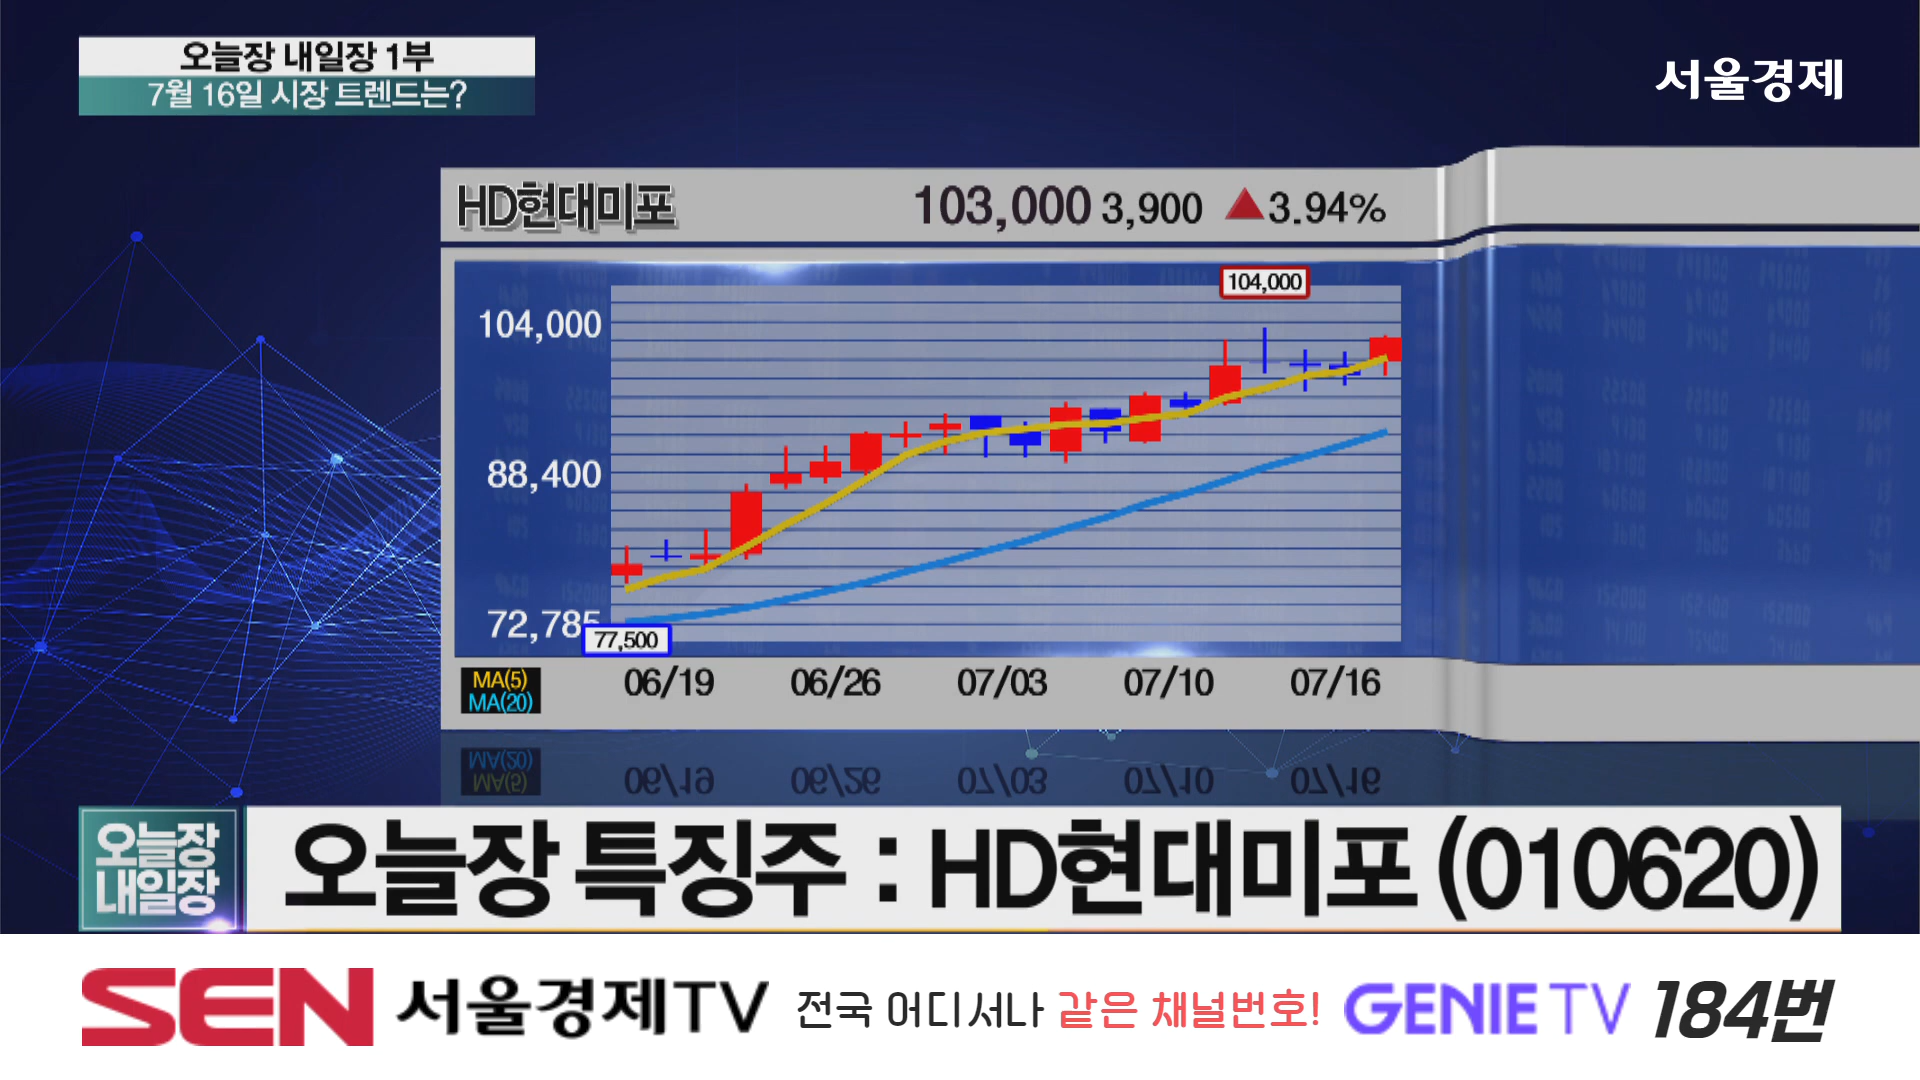 오늘장 내일장 1부
7월 16일 시장 트렌드는?
서울경제
HD현대미포 103,000 3,900 ▲3.94%
104,000
104,000
88,400
72,785
77,500
MA(5)
MA(20)
06/19 06/26 07/03 07/10 07/16
오늘장
내일장
오늘장 특징주 : HD현대미포 (010620)
SEN 서울경제TV 전국 어디서나 같은 채널번호! GENIE TV 184번